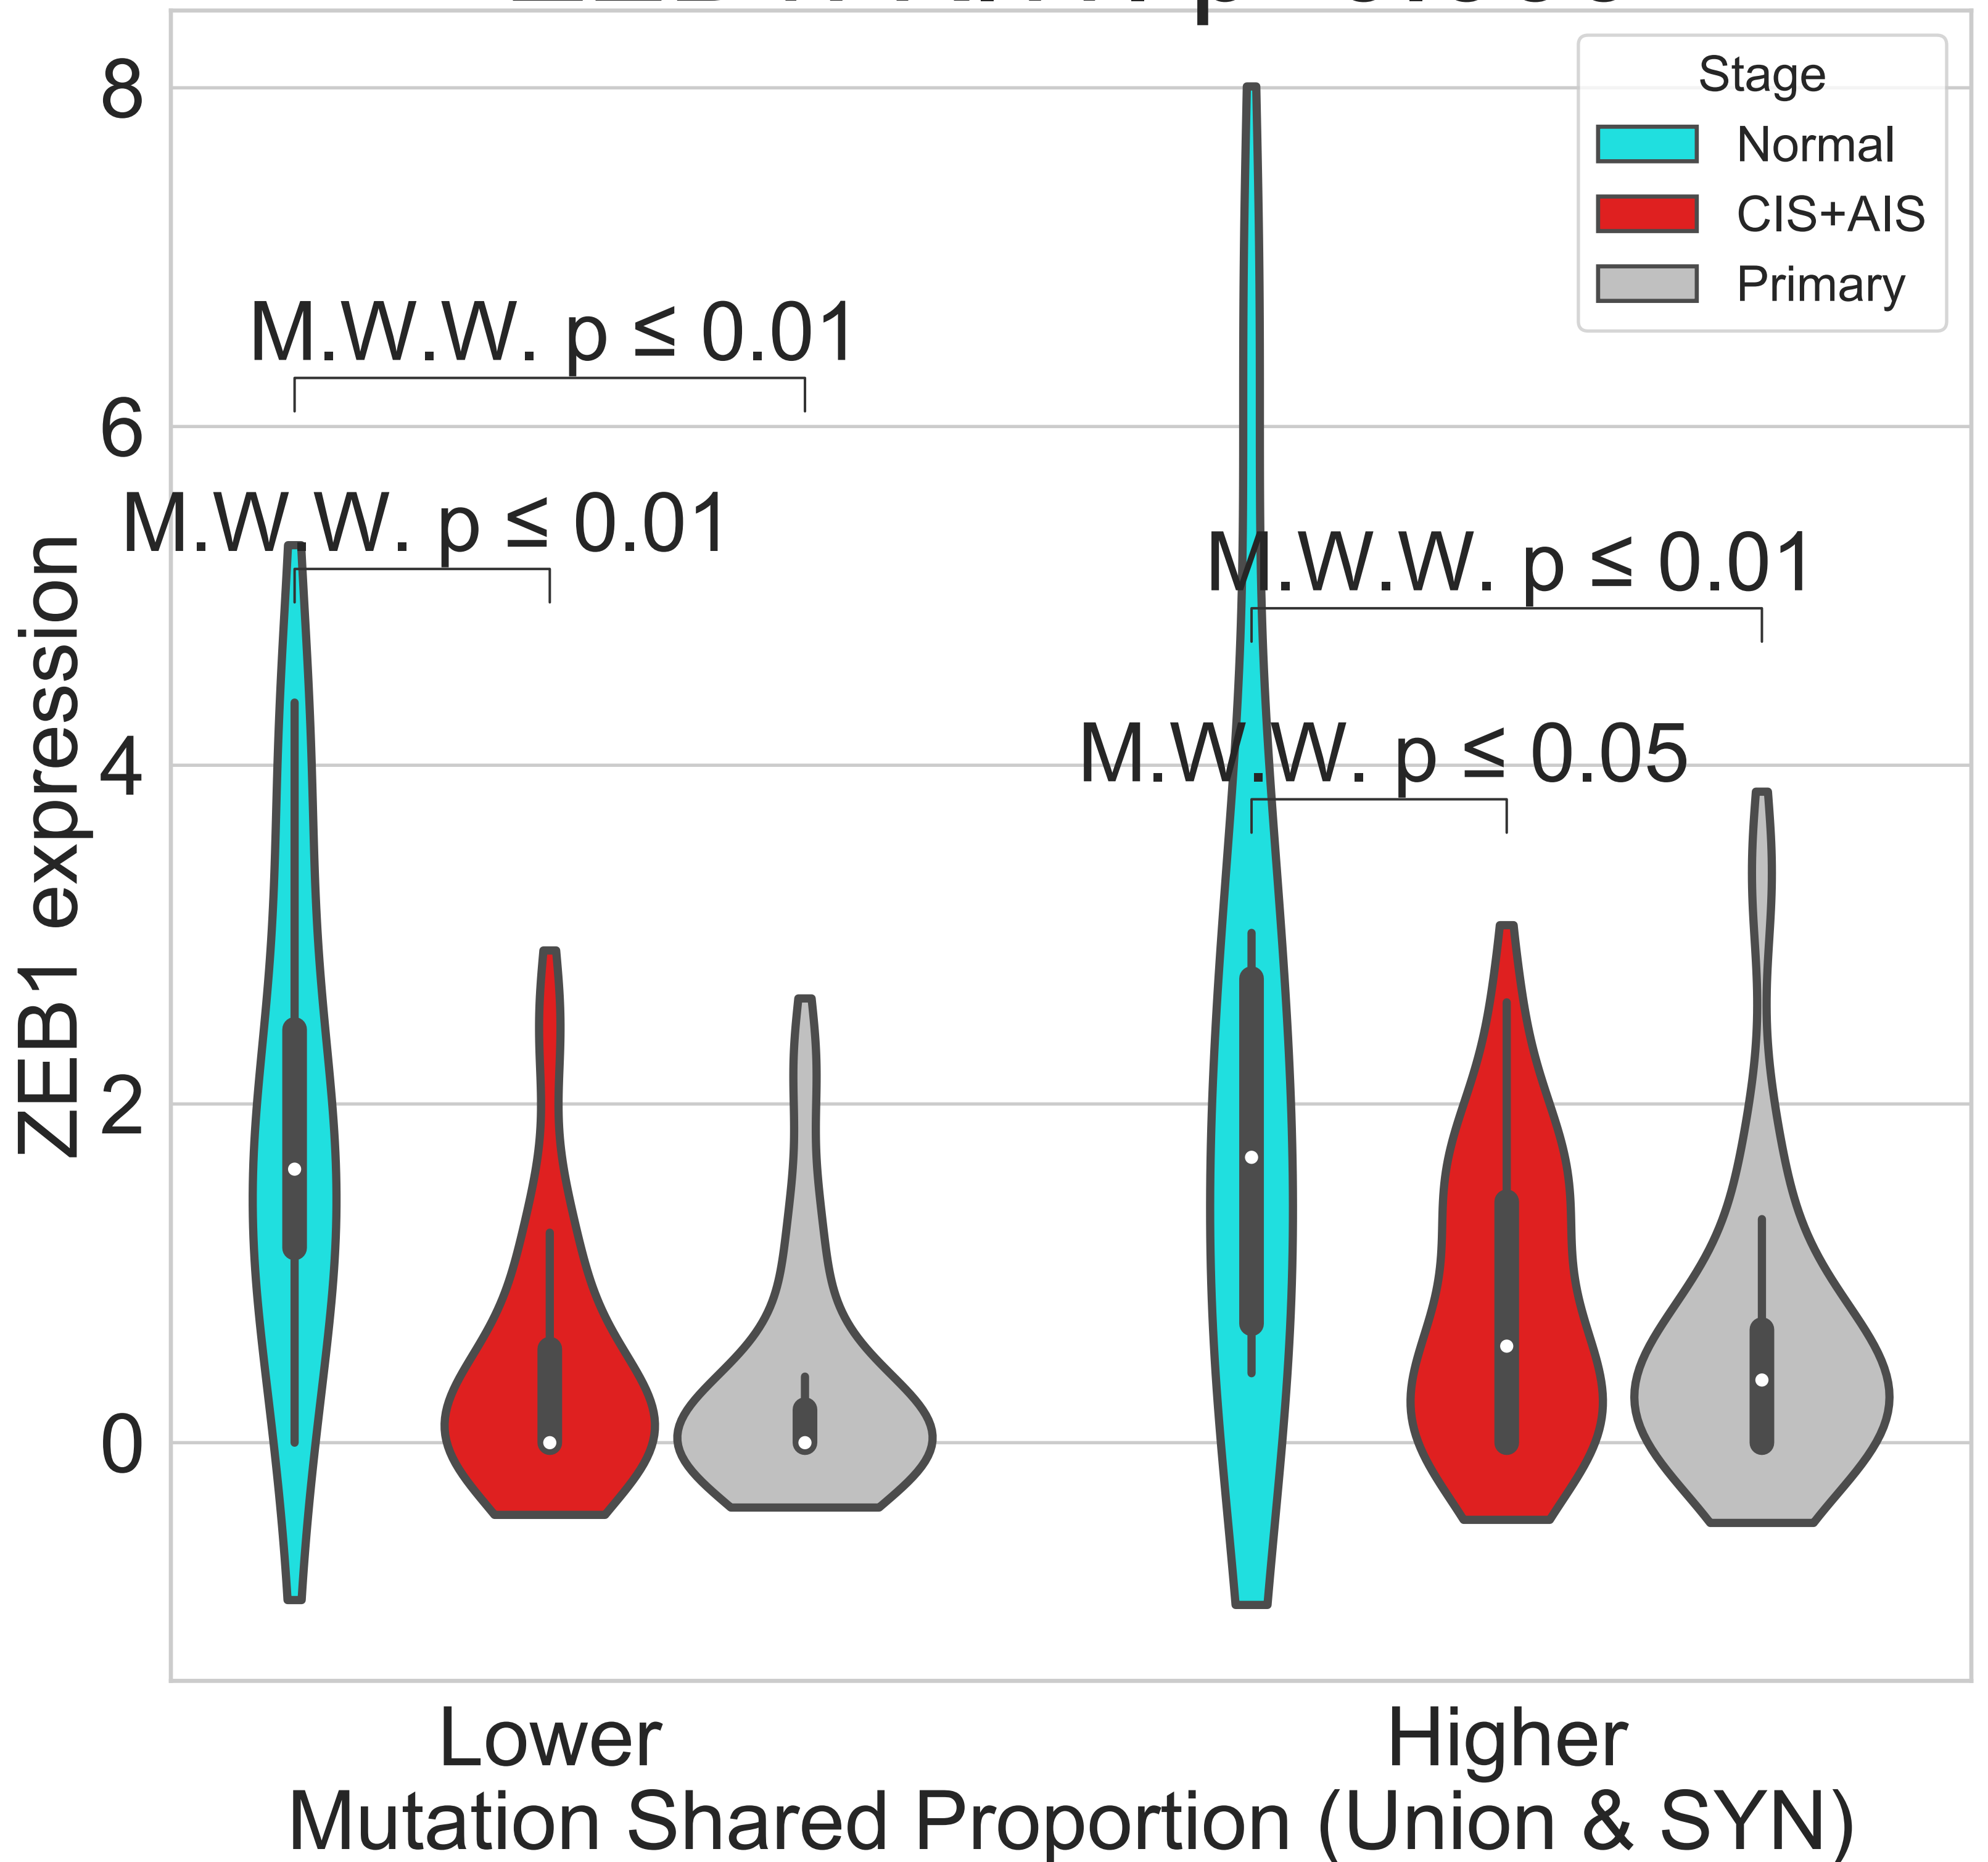 Stage
Normal
CIS+AIS
Primary
8
6
4
2
0
ZEB1 expression
M.W.W. p ≤ 0.01
M.W.W. p ≤ 0.01
M.W.W. p ≤ 0.01
M.W.W. p ≤ 0.05
Lower
Higher
Mutation Shared Proportion (Union & SYN)